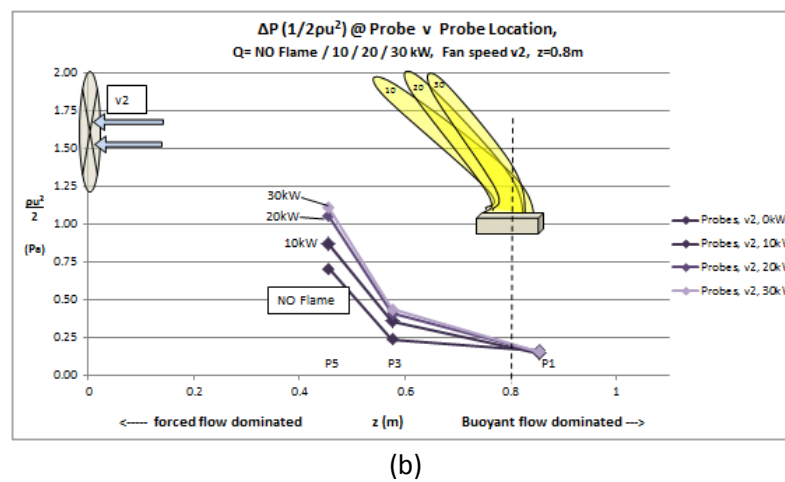 ΔP (1/2ρu²) @ Probe v Probe Location,
Q= NO Flame / 10 / 20 / 30 kW, Fan speed v2, z=0.8m
2.00
1.75
1.50
1.25
1.00
0.75
0.50
0.25
0.00
ρu²
2
(Pa)
v2
10
20
30
30kW
20kW
10kW
NO Flame
P5
P3
P1
0
0.2
0.4
0.6
0.8
1
<----- forced flow dominated
z (m)
Buoyant flow dominated --->
Probes, v2, 0kW
Probes, v2, 10kW
Probes, v2, 20kW
Probes, v2, 30kW
(b)